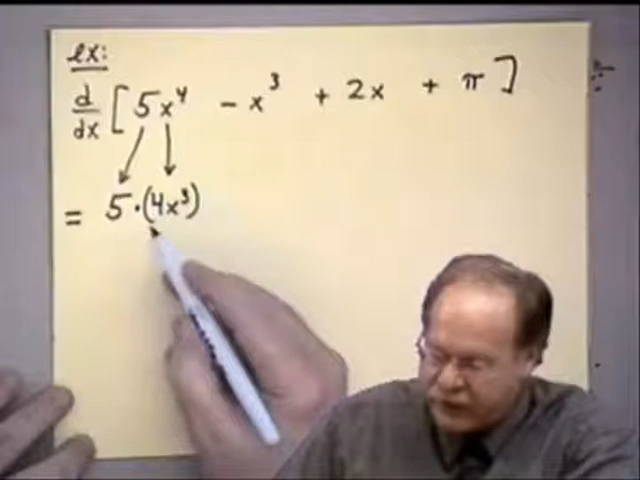 ex:
d/dx [ 5x⁴ - x³ + 2x + π ]
= 5·(4x³)